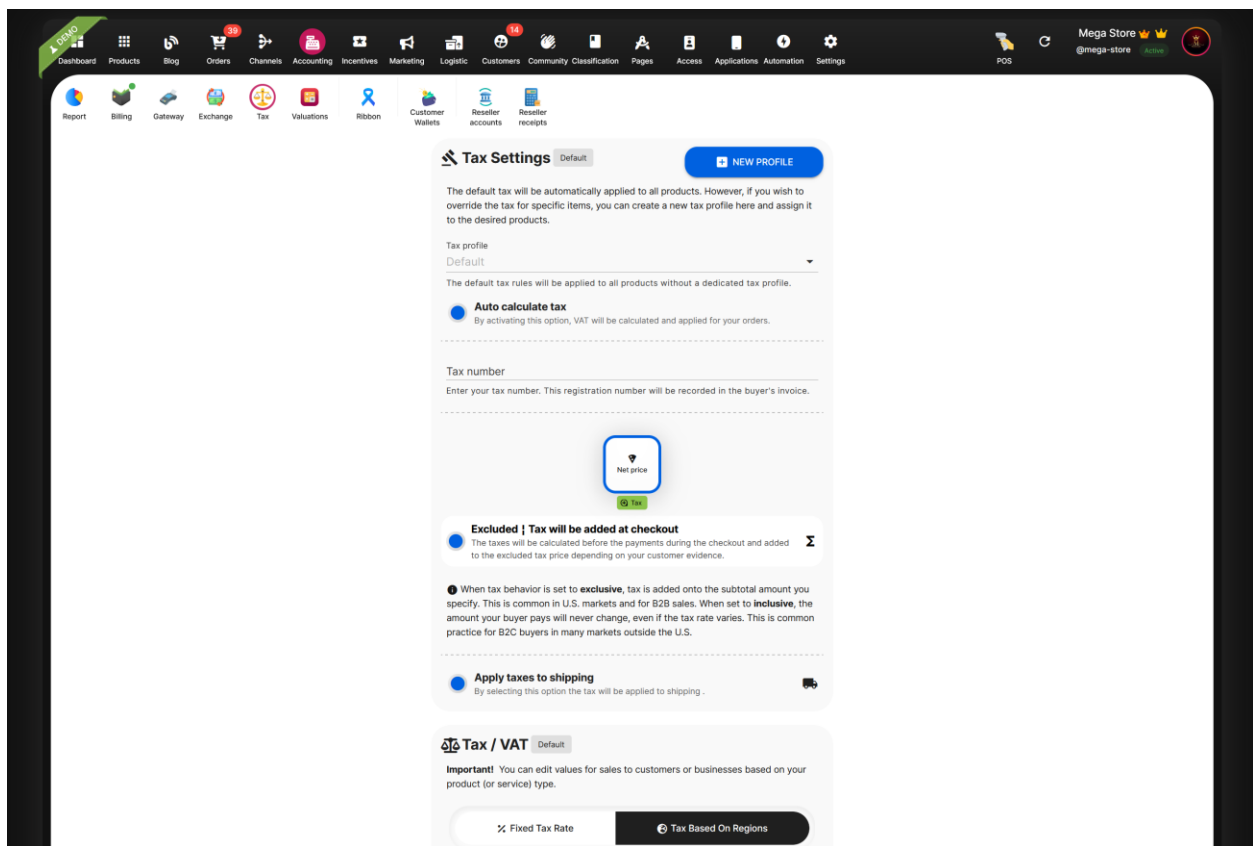 DEMO
39
14
Mega Store
@mega-store Active
Dashboard Products Blog Orders Channels Accounting Incentives Marketing Logistic Customers Community Classification Pages Access Applications Automation Settings POS
Report Billing Gateway Exchange Tax Valuations Ribbon Customer Wallets Reseller accounts Reseller receipts
Tax Settings Default
NEW PROFILE
The default tax will be automatically applied to all products. However, if you wish to
override the tax for specific items, you can create a new tax profile here and assign it
to the desired products.
Tax profile
Default
The default tax rules will be applied to all products without a dedicated tax profile.
Auto calculate tax
By activating this option, VAT will be calculated and applied for your orders.
Tax number
Enter your tax number. This registration number will be recorded in the buyer's invoice.
Net price
Tax
Excluded ¦ Tax will be added at checkout
The taxes will be calculated before the payments during the checkout and added
to the excluded tax price depending on your customer evidence.
Σ
When tax behavior is set to exclusive, tax is added onto the subtotal amount you
specify. This is common in U.S. markets and for B2B sales. When set to inclusive, the
amount your buyer pays will never change, even if the tax rate varies. This is common
practice for B2C buyers in many markets outside the U.S.
Apply taxes to shipping
By selecting this option the tax will be applied to shipping .
Tax / VAT Default
Important! You can edit values for sales to customers or businesses based on your
product (or service) type.
Fixed Tax Rate
Tax Based On Regions